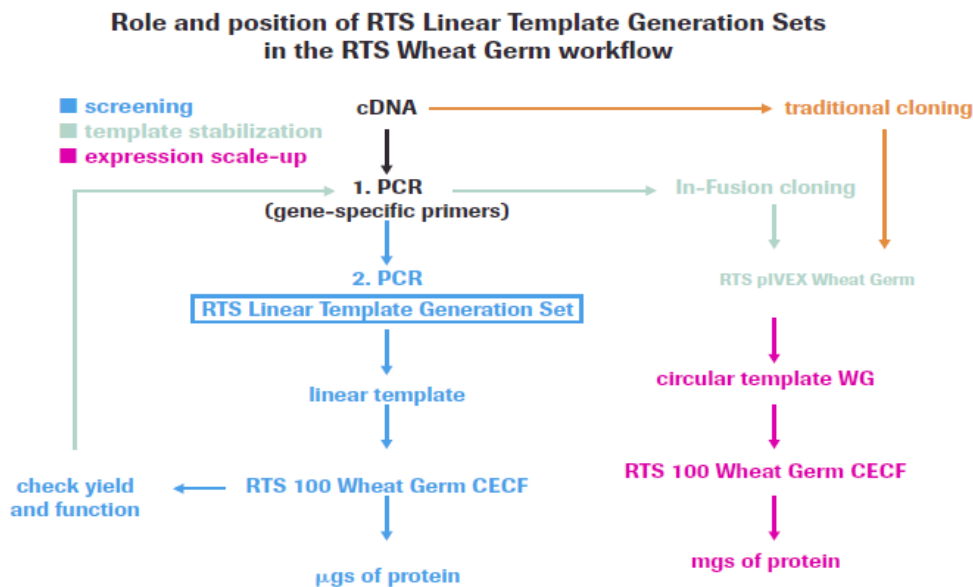 Role and position of RTS Linear Template Generation Sets
in the RTS Wheat Germ workflow
screening
template stabilization
expression scale-up
cDNA
traditional cloning
1. PCR
(gene-specific primers)
In-Fusion cloning
2. PCR
RTS Linear Template Generation Set
RTS pIVEX Wheat Germ
linear template
circular template WG
check yield
and function
RTS 100 Wheat Germ CECF
RTS 100 Wheat Germ CECF
μgs of protein
mgs of protein